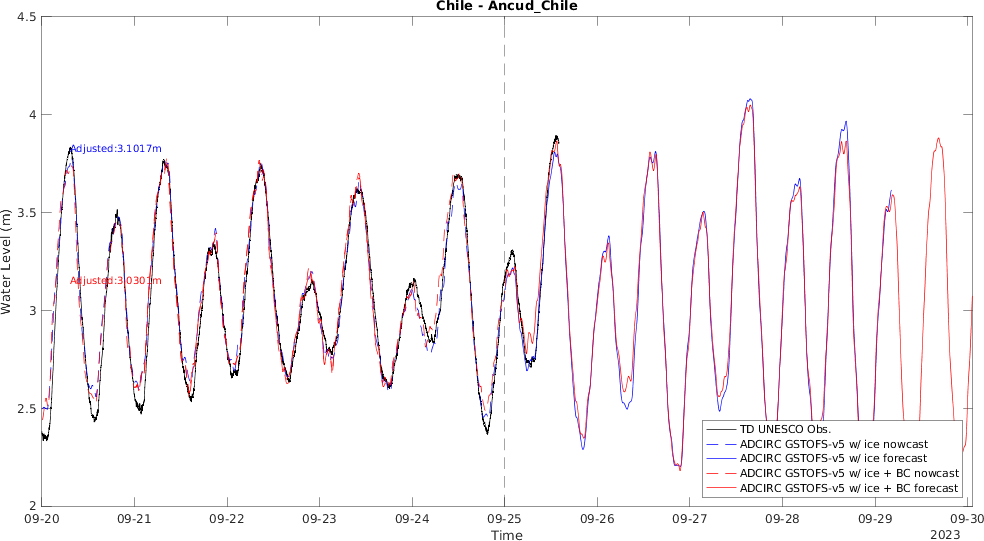 Chile - Ancud_Chile
4.5
4
3.5
3
2.5
2
Water Level (m)
Adjusted:3.1017m
Adjusted:3.0301m
TD UNESCO Obs.
ADCIRC GSTOFS-v5 w/ ice nowcast
ADCIRC GSTOFS-v5 w/ ice forecast
ADCIRC GSTOFS-v5 w/ ice + BC nowcast
ADCIRC GSTOFS-v5 w/ ice + BC forecast
09-20 09-21 09-22 09-23 09-24 09-25 09-26 09-27 09-28 09-29 09-30
Time
2023